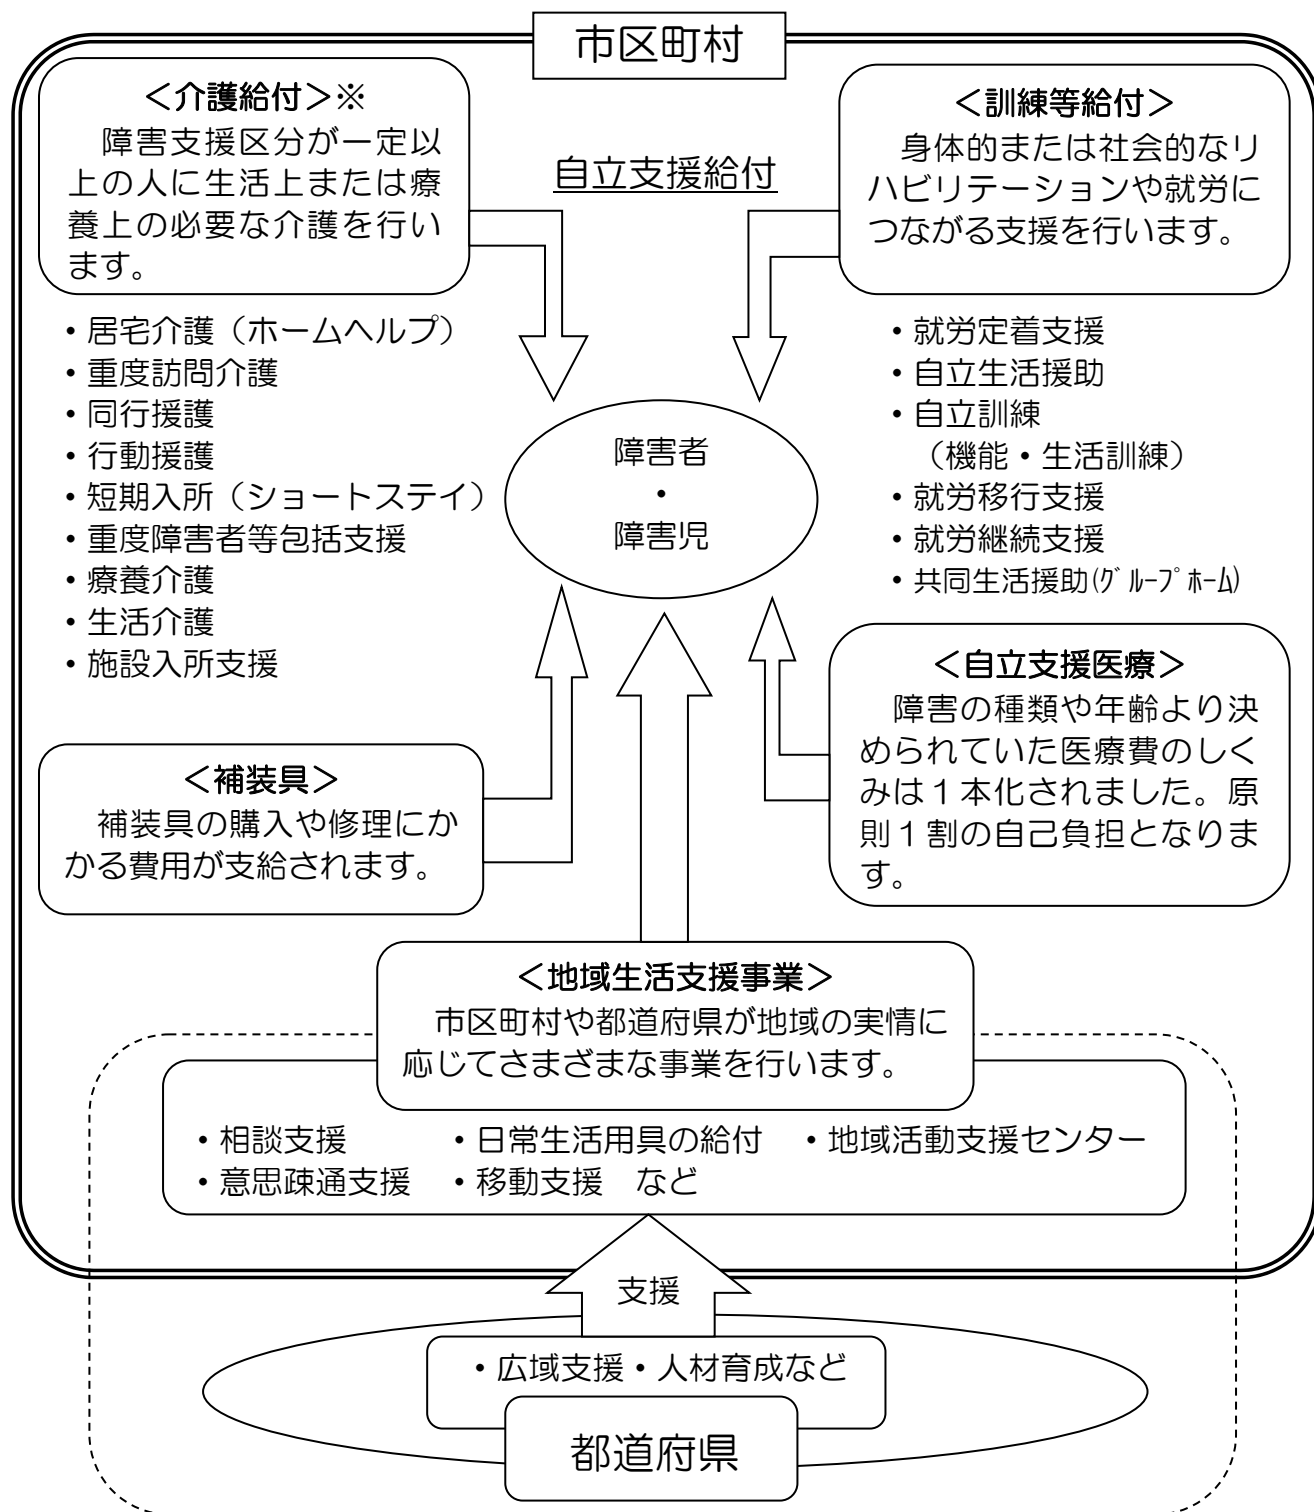 市区町村
＜介護給付＞※
障害支援区分が一定以
上の人に生活上または療
養上の必要な介護を行い
ます。
自立支援給付
＜訓練等給付＞
身体的または社会的なリ
ハビリテーションや就労に
つながる支援を行います。
・居宅介護（ホームヘルプ）
・重度訪問介護
・同行援護
・行動援護
・短期入所（ショートステイ）
・重度障害者等包括支援
・療養介護
・生活介護
・施設入所支援
障害者
・
障害児
・就労定着支援
・自立生活援助
・自立訓練
（機能・生活訓練）
・就労移行支援
・就労継続支援
・共同生活援助(ｸﾞﾙｰﾌﾟﾎｰﾑ)
＜補装具＞
補装具の購入や修理にか
かる費用が支給されます。
＜自立支援医療＞
障害の種類や年齢より決
められていた医療費のしく
みは１本化されました。原
則１割の自己負担となりま
す。
＜地域生活支援事業＞
市区町村や都道府県が地域の実情に
応じてさまざまな事業を行います。
・相談支援　・日常生活用具の給付　・地域活動支援センター
・意思疎通支援　・移動支援　など
支援
・広域支援・人材育成など
都道府県